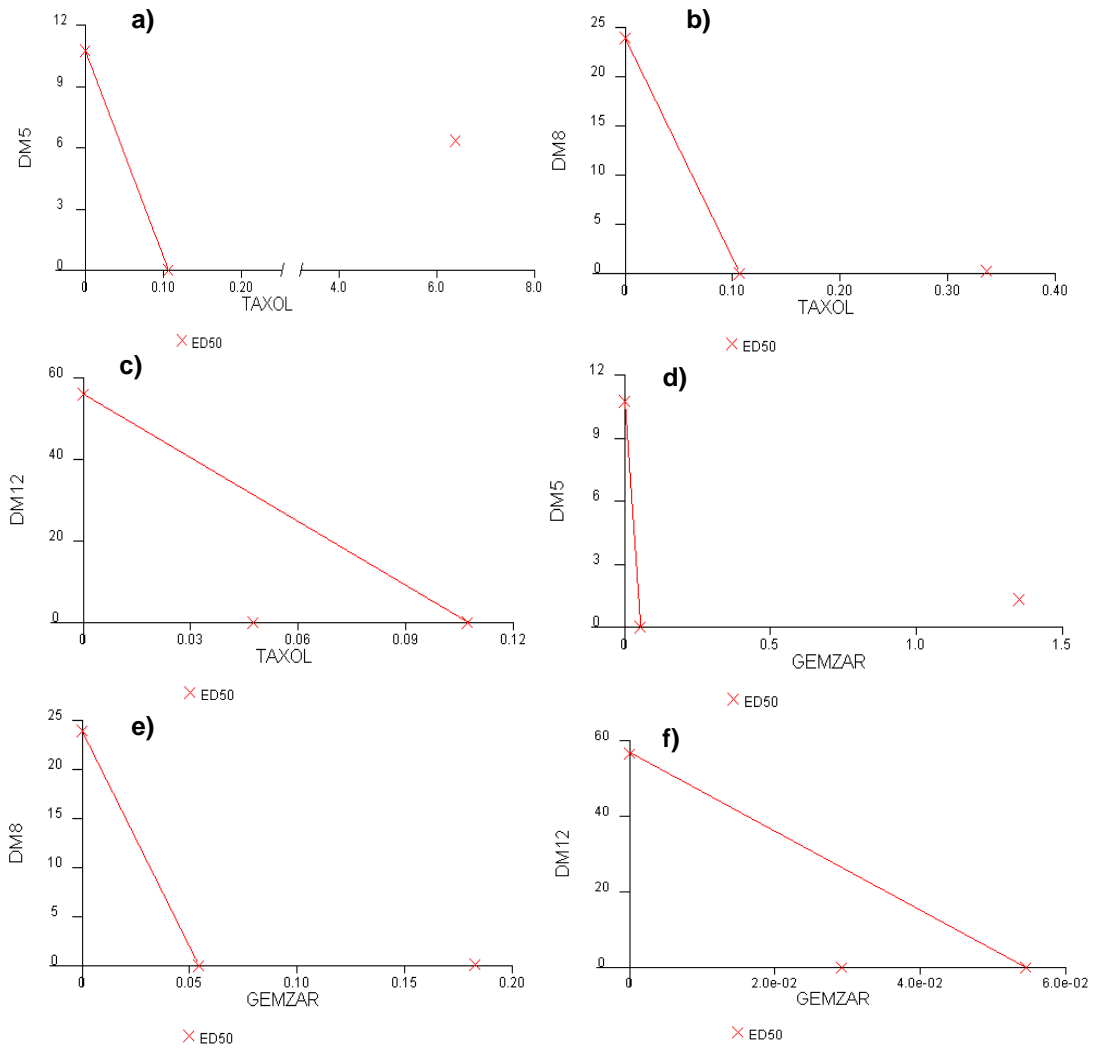 a)
12
9
6
3
0
DM5
0 0.10 0.20 4.0 6.0 8.0
TAXOL
ED50
b)
25
20
15
10
5
0
DM8
0 0.10 0.20 0.30 0.40
TAXOL
ED50
c)
60
40
20
0
DM12
0 0.03 0.06 0.09 0.12
TAXOL
ED50
d)
12
9
6
3
0
DM5
0 0.5 1.0 1.5
GEMZAR
ED50
e)
25
20
15
10
5
0
DM8
0 0.05 0.10 0.15 0.20
GEMZAR
ED50
f)
60
40
20
0
DM12
0 2.0e-02 4.0e-02 6.0e-02
GEMZAR
ED50